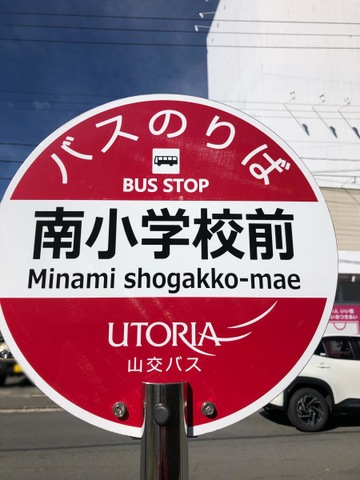 バスのりば
BUS STOP
南小学校前
Minami shogakko-mae
UTORIA
山交バス